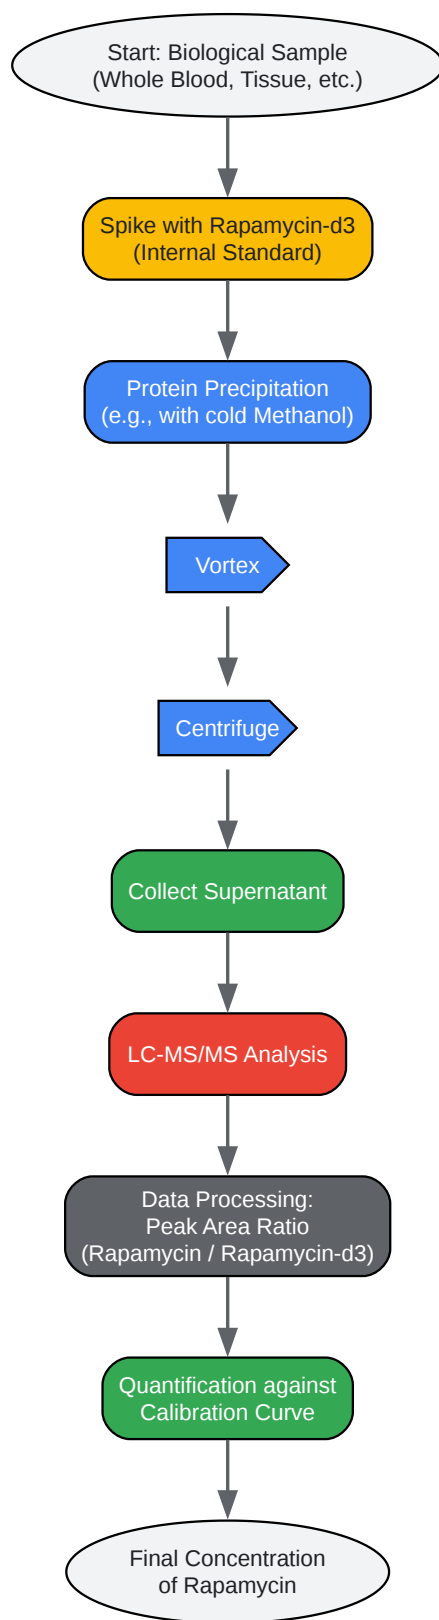 Start: Biological Sample
(Whole Blood, Tissue, etc.)
Spike with Rapamycin-d3
(Internal Standard)
Protein Precipitation
(e.g., with cold Methanol)
Vortex
Centrifuge
Collect Supernatant
LC-MS/MS Analysis
Data Processing:
Peak Area Ratio
(Rapamycin / Rapamycin-d3)
Quantification against
Calibration Curve
Final Concentration
of Rapamycin